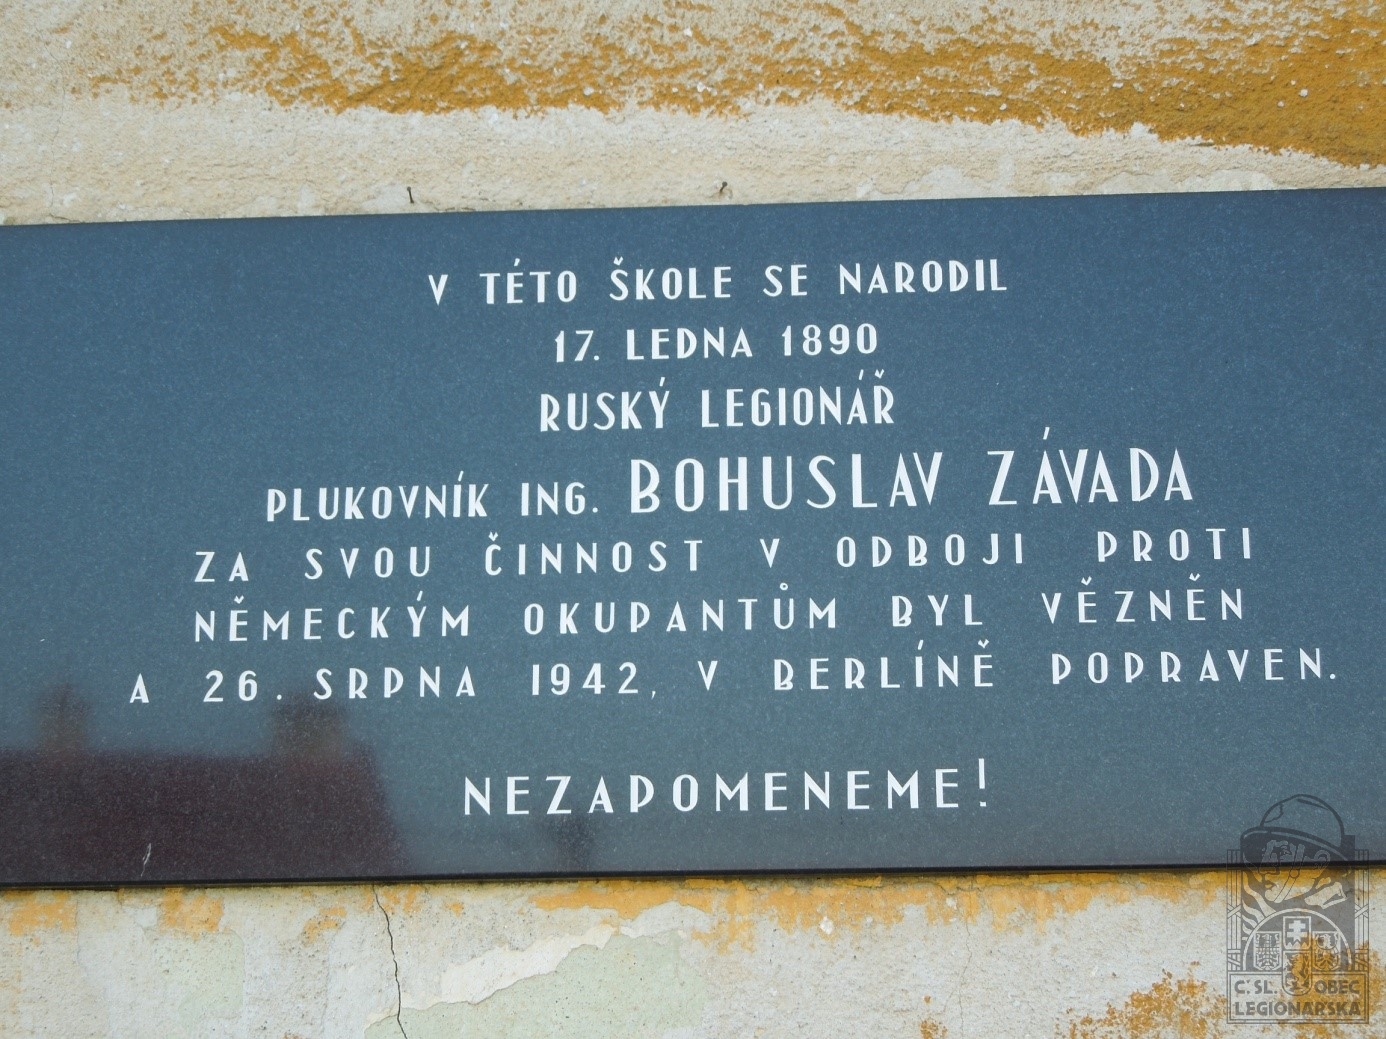 V TÉTO ŠKOLE SE NARODIL
17. LEDNA 1890
RUSKÝ LEGIONÁŘ
PLUKOVNÍK ING. BOHUSLAV ZÁVADA
ZA SVOU ČINNOST V ODBOJI PROTI
NĚMECKÝM OKUPANTŮM BYL VĚZNĚN
A 26. SRPNA 1942, V BERLÍNĚ POPRAVEN.
NEZAPOMENEME!
Č.SL. OBEC
LEGIONÁŘSKÁ